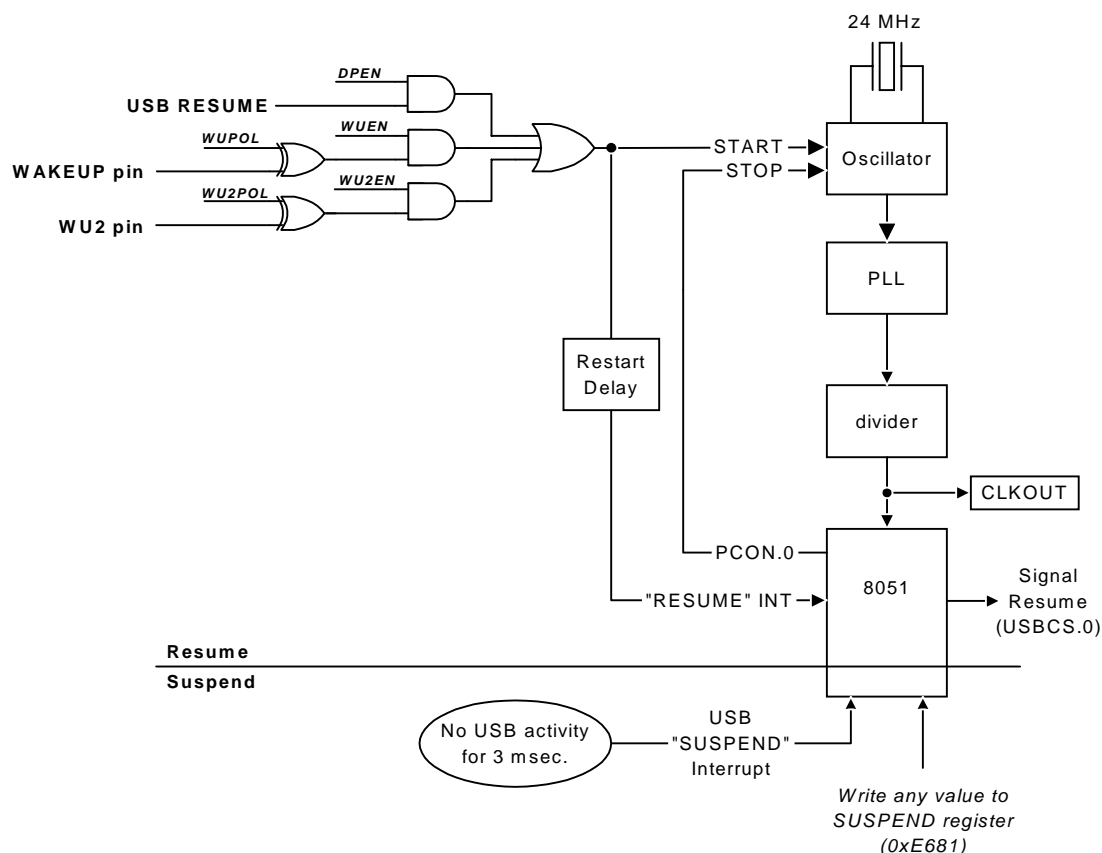 24 MHz
DPEN
USB RESUME
WUPOL
WUEN
WAKEUP pin
WU2POL
WU2EN
WU2 pin
START
STOP
Oscillator
PLL
Restart
Delay
divider
CLKOUT
PCON.0
"RESUME" INT
8051
Signal
Resume
(USBCS.0)
Resume
Suspend
No USB activity
for 3 msec.
USB
"SUSPEND"
Interrupt
Write any value to
SUSPEND register
(0xE681)